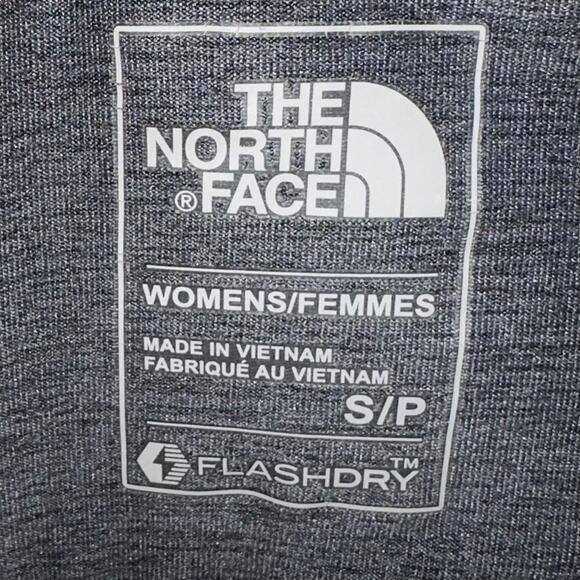 THE
NORTH
®FACE
WOMENS/FEMMES
MADE IN VIETNAM
FABRIQUÉ AU VIETNAM
S/P
FLASHDRY™